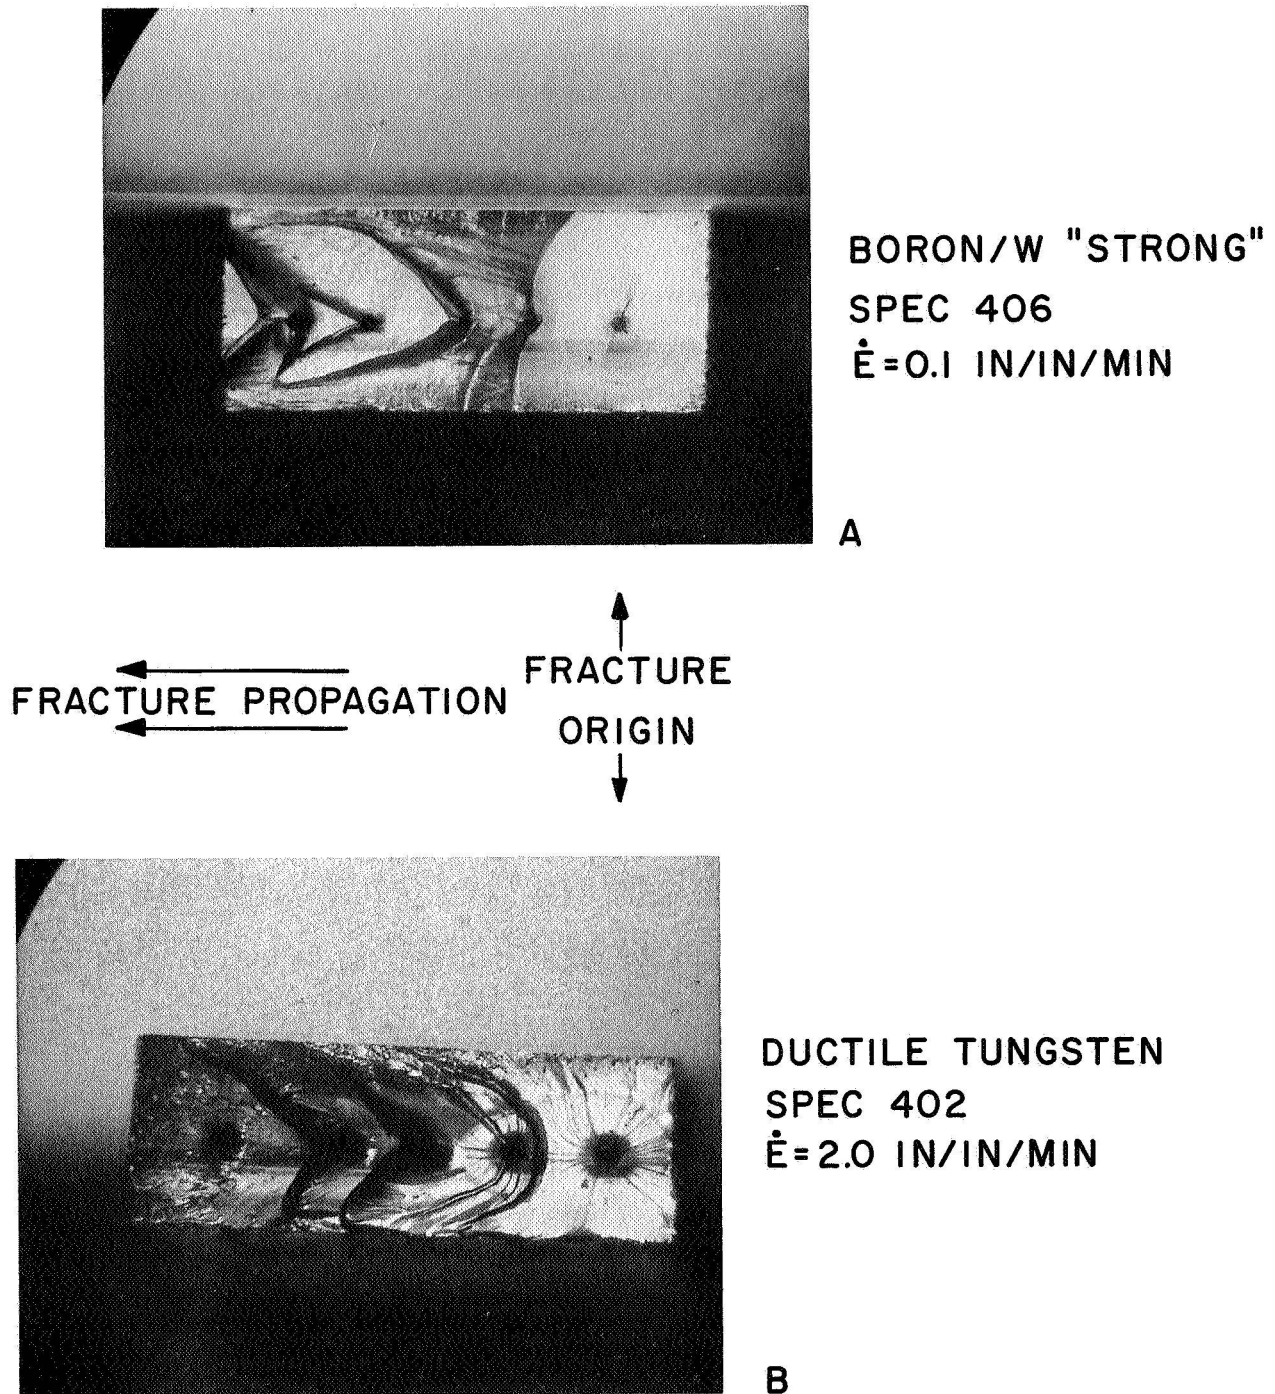 BORON/W "STRONG"
SPEC 406
Ė=0.1 IN/IN/MIN
A
FRACTURE PROPAGATION
FRACTURE
ORIGIN
DUCTILE TUNGSTEN
SPEC 402
Ė=2.0 IN/IN/MIN
B